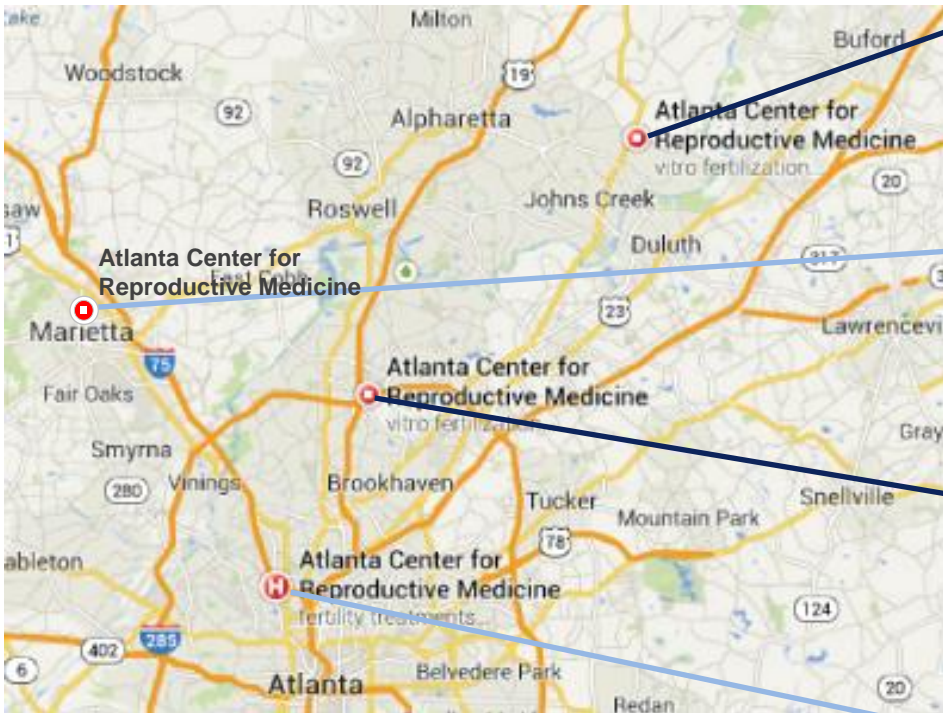 Milton
Buford
Woodstock
19
92
Alpharetta
Atlanta Center for
Reproductive Medicine
vitro fertilization...
92
20
Johns Creek
Roswell
Duluth
Atlanta Center for
Reproductive Medicine
East Cobb
317
Marietta
23
Lawrencevi
75
Atlanta Center for
Reproductive Medicine
vitro fertilization...
Fair Oaks
Smyrna
Gray
280
Vinings
Brookhaven
Tucker
Snellville
Mountain Park
78
ableton
Atlanta Center for
Reproductive Medicine
fertility treatments...
H
124
285
402
6
Belvedere Park
Atlanta
20
Redan